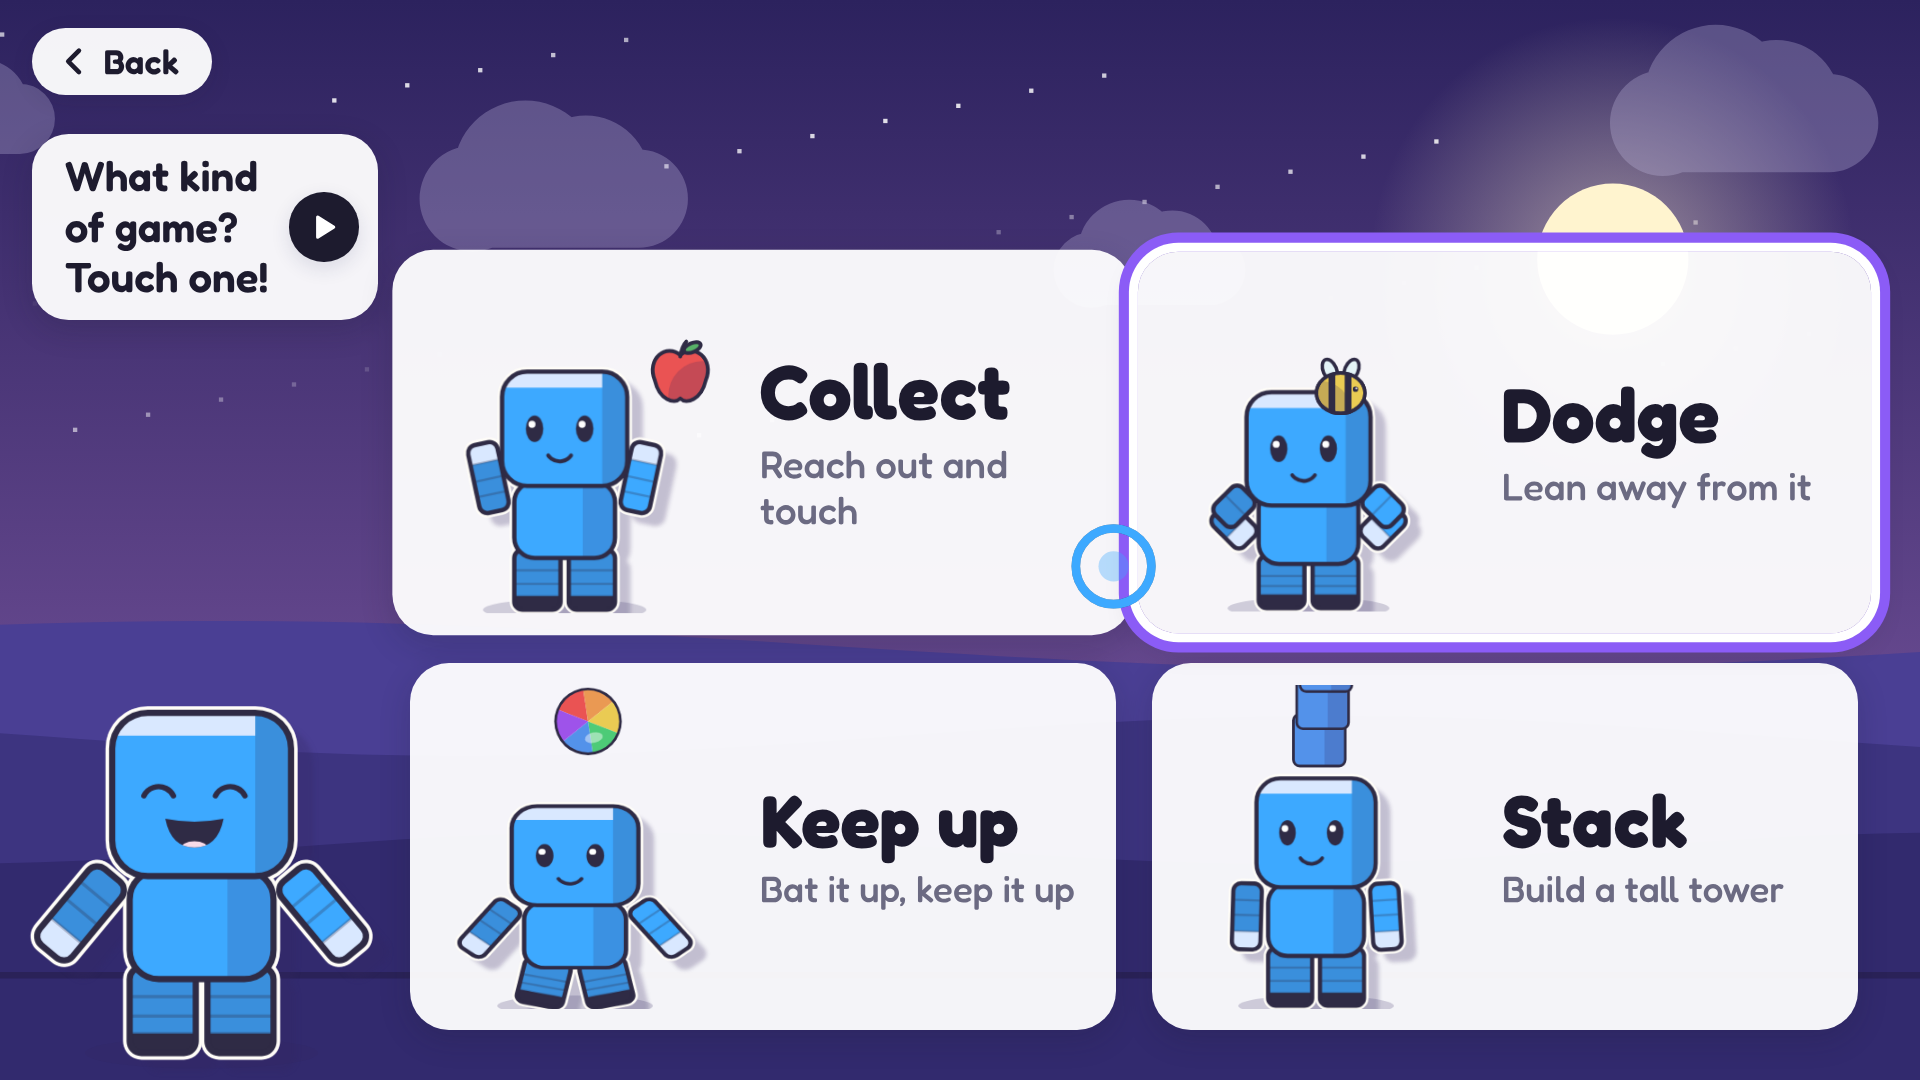 Back
What kind
of game?
Touch one!
Collect
Reach out and
touch
Dodge
Lean away from it
Keep up
Bat it up, keep it up
Stack
Build a tall tower